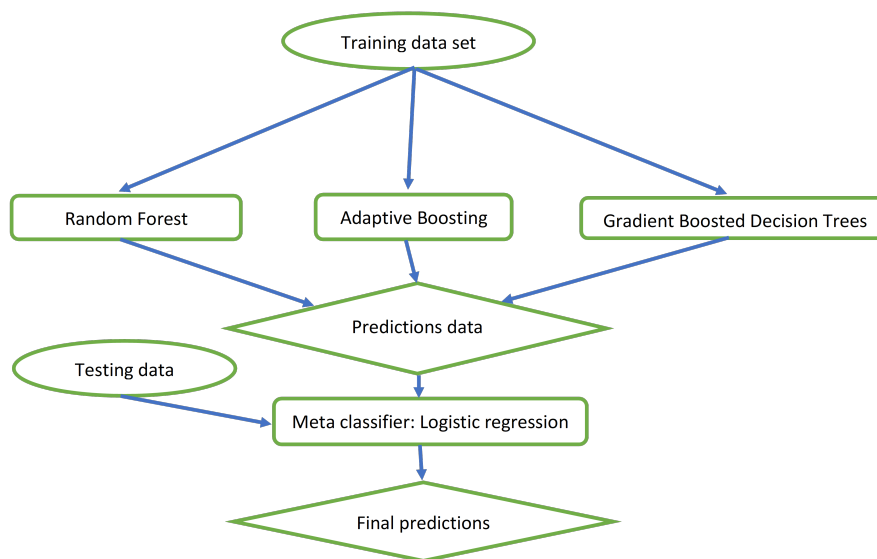 Training data set
Random Forest
Adaptive Boosting
Gradient Boosted Decision Trees
Predictions data
Testing data
Meta classifier: Logistic regression
Final predictions